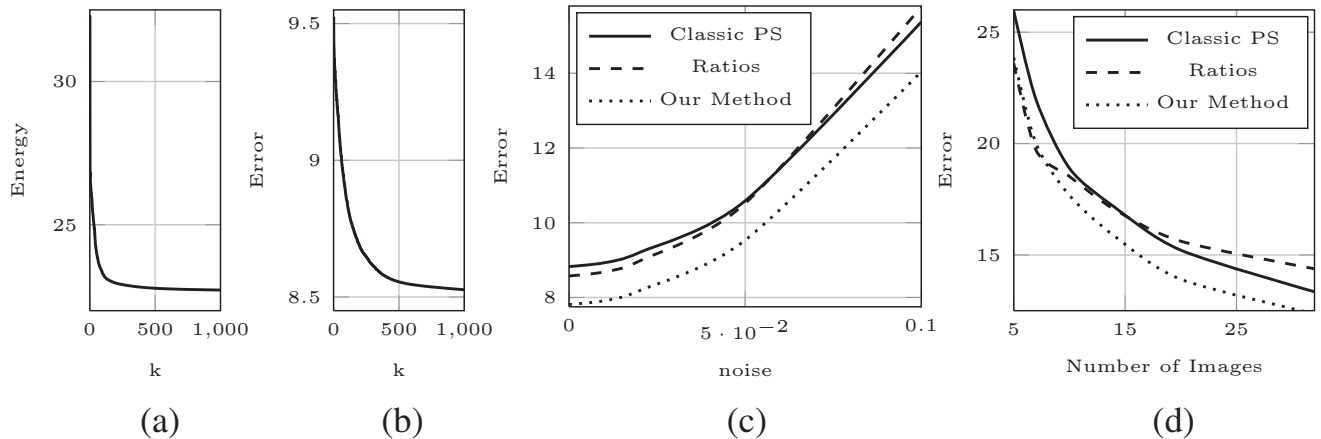 Energy
33
25
0
500
1,000
k
(a)
Error
9.5
9
8.5
0
500
1,000
k
(b)
Error
14
12
10
8
0
5 · 10⁻²
0.1
noise
Classic PS
Ratios
Our Method
(c)
Error
25
20
15
5
15
25
Number of Images
Classic PS
Ratios
Our Method
(d)